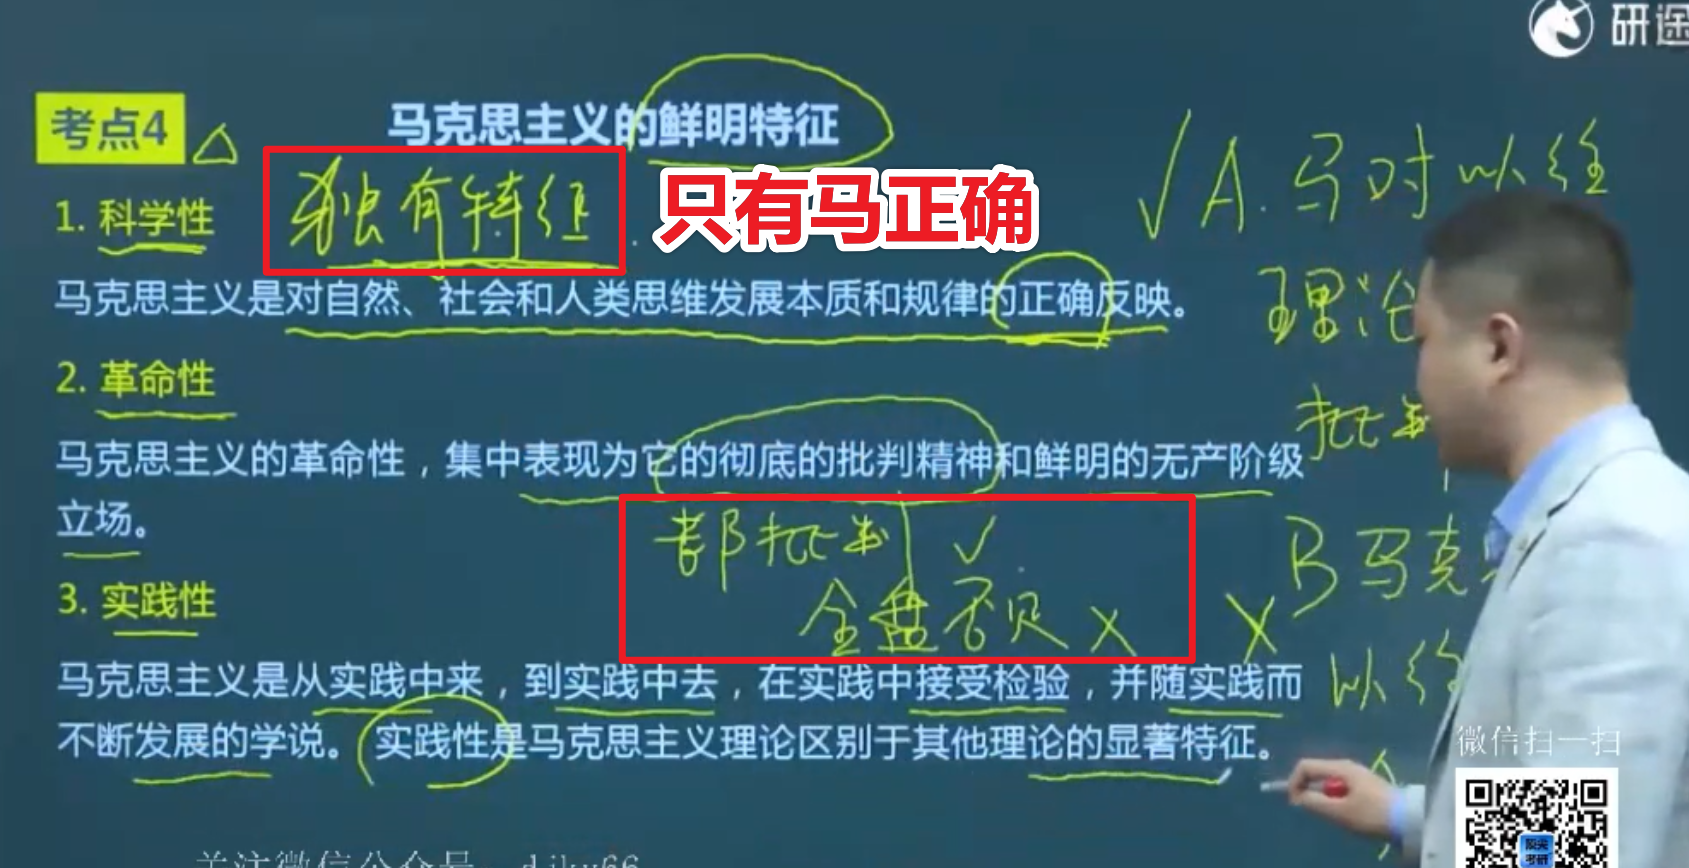 研途
考点4 马克思主义的鲜明特征
1. 科学性 独有特征 只有马正确
马克思主义是对自然、社会和人类思维发展本质和规律的正确反映。
2. 革命性
马克思主义的革命性，集中表现为它的彻底的批判精神和鲜明的无产阶级
立场。
都批判 √
全盘否定 ×
3. 实践性
马克思主义是从实践中来，到实践中去，在实践中接受检验，并随实践而
不断发展的学说。 实践性是马克思主义理论区别于其他理论的显著特征。
√ A. 马对以往
理论
批判
× B 马克
以往
微信扫一扫
顶尖
考研